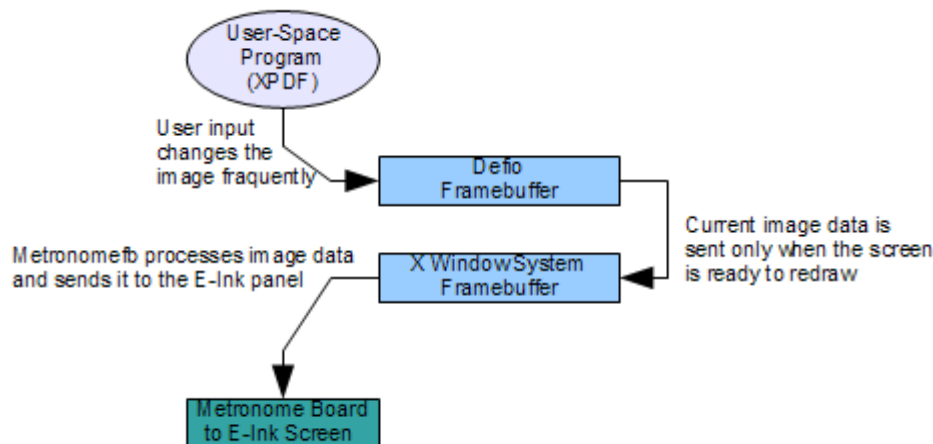 User-Space
Program
(XPDF)
User input
changes the
image fraquently
Defio
Framebuffer
Current image data is
sent only when the screen
is ready to redraw
Metronomefb processes image data
and sends it to the E-Ink panel
X Window System
Framebuffer
Metronome Board
to E-Ink Screen